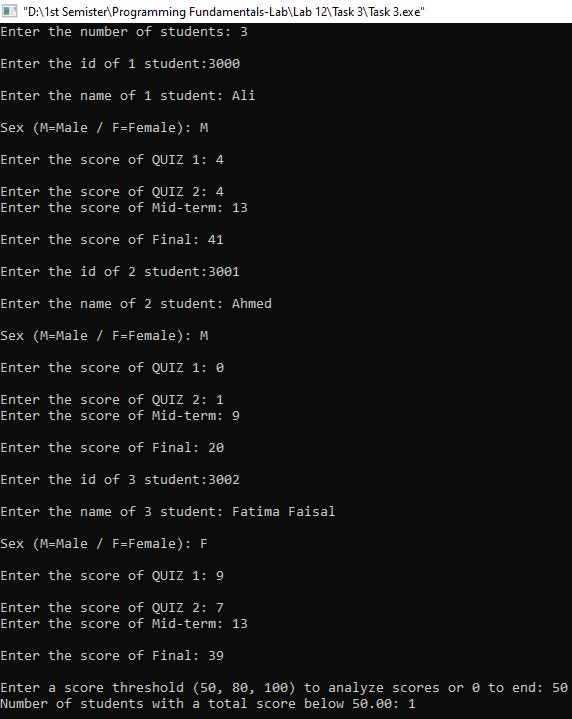 "D:\1st Semister\Programming Fundamentals-Lab\Lab 12\Task 3\Task 3.exe"
Enter the number of students: 3
Enter the id of 1 student:3000
Enter the name of 1 student: Ali
Sex (M=Male / F=Female): M
Enter the score of QUIZ 1: 4
Enter the score of QUIZ 2: 4
Enter the score of Mid-term: 13
Enter the score of Final: 41
Enter the id of 2 student:3001
Enter the name of 2 student: Ahmed
Sex (M=Male / F=Female): M
Enter the score of QUIZ 1: 0
Enter the score of QUIZ 2: 1
Enter the score of Mid-term: 9
Enter the score of Final: 20
Enter the id of 3 student:3002
Enter the name of 3 student: Fatima Faisal
Sex (M=Male / F=Female): F
Enter the score of QUIZ 1: 9
Enter the score of QUIZ 2: 7
Enter the score of Mid-term: 13
Enter the score of Final: 39
Enter a score threshold (50, 80, 100) to analyze scores or 0 to end: 50
Number of students with a total score below 50.00: 1